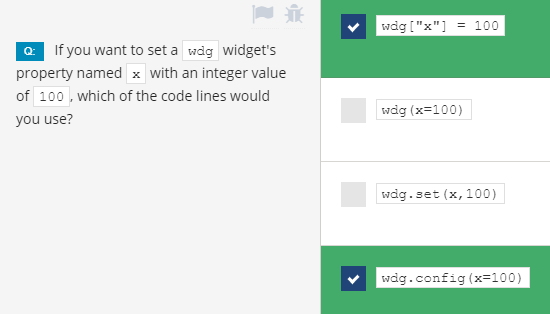 Q: If you want to set a wdg widget's
property named x with an integer value
of 100, which of the code lines would
you use?
wdg["x"] = 100
wdg(x=100)
wdg.set(x,100)
wdg.config(x=100)